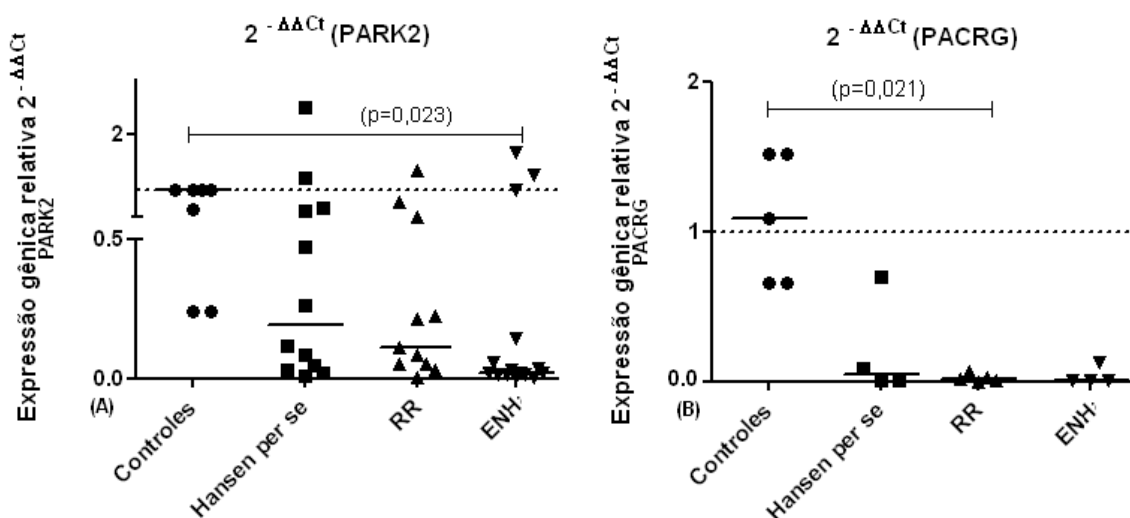 2 -ΔΔCt (PARK2)
Expressão gênica relativa 2 -ΔΔCt
PARK2
(p=0,023)
2
0.5
0.0
(A)
Controles
Hansen per se
RR
ENH
2 -ΔΔCt (PACRG)
Expressão gênica relativa 2 -ΔΔCt
PACRG
(p=0,021)
2
1
0.0
(B)
Controles
Hansen per se
RR
ENH